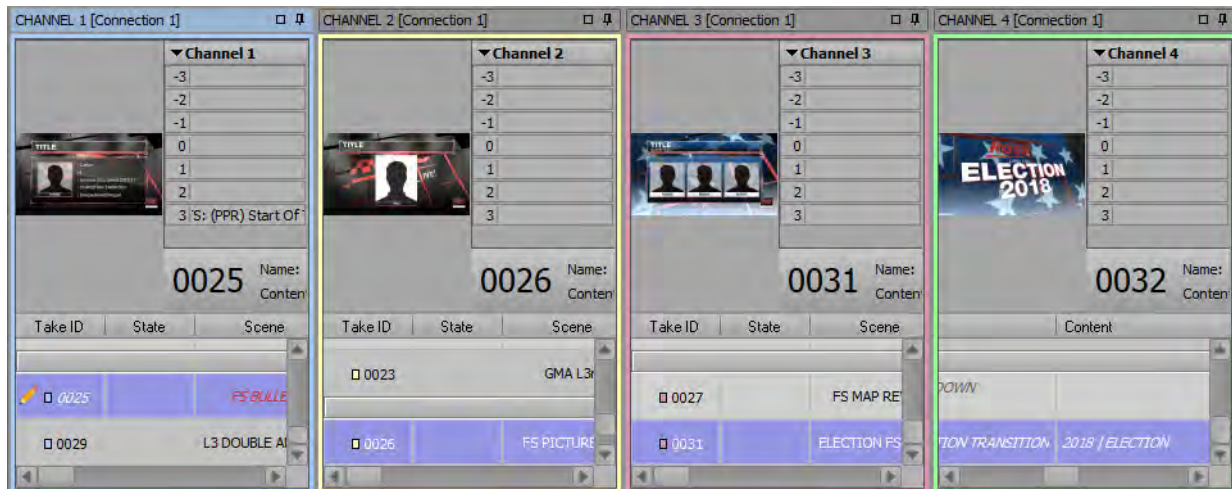 CHANNEL 1 [Connection 1]
Channel 1
-3
-2
-1
0
1
2
3 'S: (PPR) Start Of
TITLE
0025 Name:
Conten
Take ID State Scene
0025 FS BULLE
0029 L3 DOUBLE A
CHANNEL 2 [Connection 1]
Channel 2
-3
-2
-1
0
1
2
3
TITLE
0026 Name:
Conten
Take ID State Scene
0023 GMA L3
0026 FS PICTURE
CHANNEL 3 [Connection 1]
Channel 3
-3
-2
-1
0
1
2
3
TITLE
0031 Name:
Conten
Take ID State Scene
0027 FS MAP RE
0031 ELECTION FS
CHANNEL 4 [Connection 1]
Channel 4
-3
-2
-1
0
1
2
3
ELECTION
2018
0032 Name:
Conten
Content
DOWN
TION TRANSITION 2018 / ELECTION